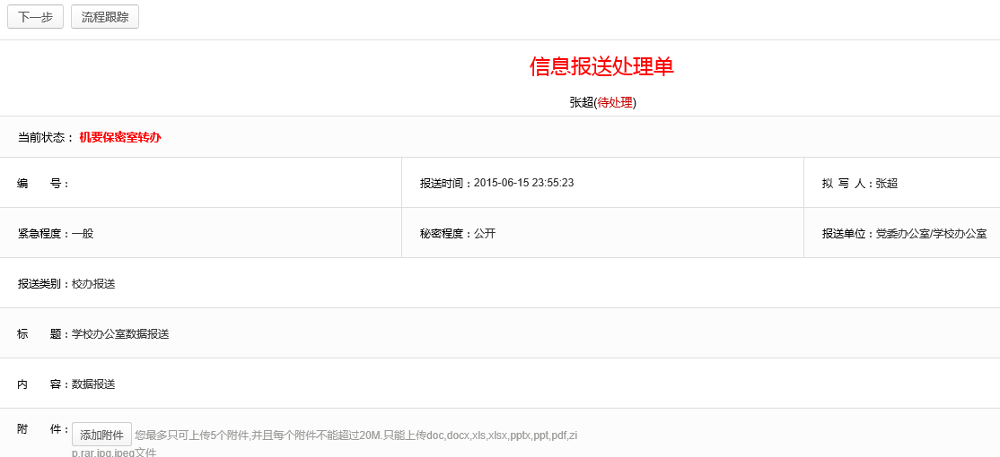 下一步 流程跟踪
信息报送处理单
张超(待处理)
当前状态： 机要保密室转办
编 号： 报送时间：2015-06-15 23:55:23 拟 写 人：张超
紧急程度：一般 秘密程度：公开 报送单位：党委办公室/学校办公室
报送类别：校办报送
标 题：学校办公室数据报送
内 容：数据报送
附 件：添加附件 您最多只可上传5个附件,并且每个附件不能超过20M.只能上传doc,docx,xls,xlsx,pptx,ppt,pdf,zi
p,rar,jpg,jpeg文件